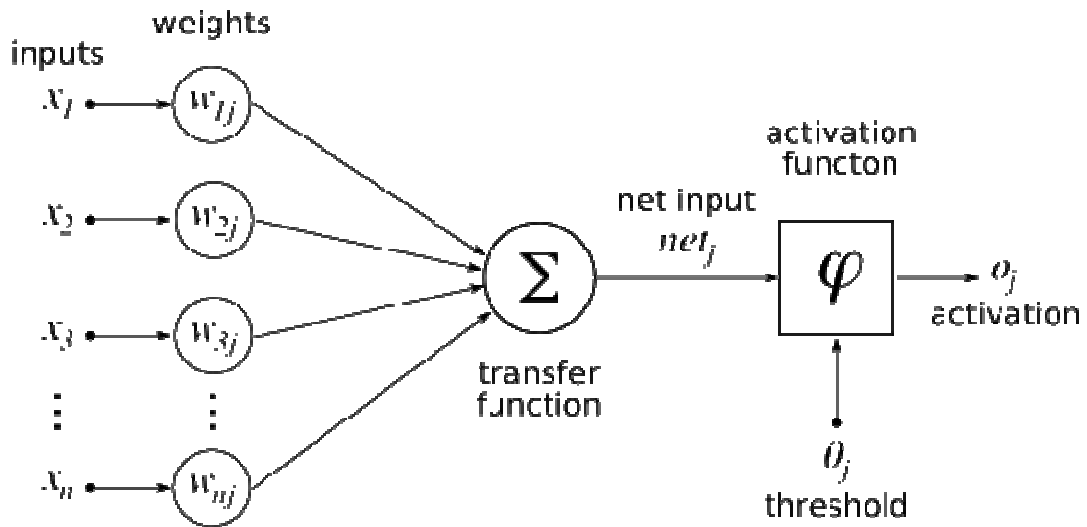 weights
inputs
x₁
w₁ⱼ
activation
functon
x₂
w₂ⱼ
net input
netⱼ
Σ
φ
oⱼ
activation
x₃
w₃ⱼ
transfer
function
⋮
⋮
θⱼ
threshold
xₙ
wₙⱼ